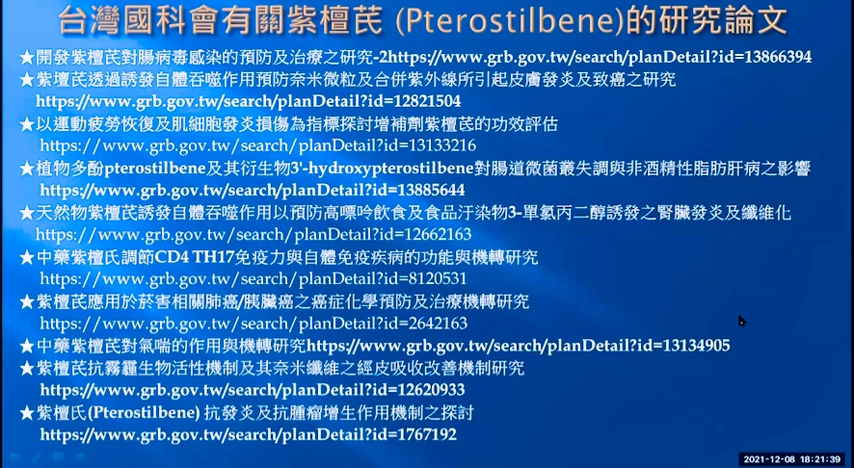 台灣國科會有關紫檀芪 (Pterostilbene)的研究論文
★開發紫檀芪對腸病毒感染的預防及治療之研究-2https://www.grb.gov.tw/search/planDetail?id=13866394
★紫壇芪透過誘發自體吞噬作用預防奈米微粒及合併紫外線所引起皮膚發炎及致癌之研究
https://www.grb.gov.tw/search/planDetail?id=12821504
★以運動疲勞恢復及肌細胞發炎損傷為指標探討增補劑紫檀芪的功效評估
https://www.grb.gov.tw/search/planDetail?id=13133216
★植物多酚pterostilbene及其衍生物3'-hydroxypterostilbene對腸道微菌叢失調與非酒精性脂肪肝病之影響
https://www.grb.gov.tw/search/planDetail?id=13885644
★天然物紫檀芪誘發自體吞噬作用以預防高嘌呤飲食及食品汙染物3-單氯丙二醇誘發之腎臟發炎及纖維化
https://www.grb.gov.tw/search/planDetail?id=12662163
★中藥紫檀氏調節CD4 TH17免疫力與自體免疫疾病的功能與機轉研究
https://www.grb.gov.tw/search/planDetail?id=8120531
★紫檀芪應用於菸害相關肺癌/胰臟癌之癌症化學預防及治療機轉研究
https://www.grb.gov.tw/search/planDetail?id=2642163
★中藥紫檀芪對氣喘的作用與機轉研究https://www.grb.gov.tw/search/planDetail?id=13134905
★紫檀芪抗霧霾生物活性機制及其奈米纖維之經皮吸收改善機制研究
https://www.grb.gov.tw/search/planDetail?id=12620933
★紫檀氏(Pterostilbene) 抗發炎及抗腫瘤增生作用機制之探討
https://www.grb.gov.tw/search/planDetail?id=1767192
2021-12-08 18:21:39